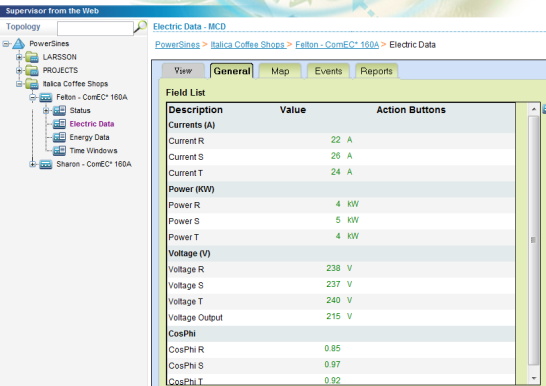 Supervisor from the Web
Topology
Electric Data - MCD
PowerSines
LARSSON
PROJECTS
Italica Coffee Shops
Felton - ComEC* 160A
Status
Electric Data
Energy Data
Time Windows
Sharon - ComEC* 160A
PowerSines > Italica Coffee Shops > Felton - ComEC* 160A > Electric Data
View General Map Events Reports
Field List
Description Value Action Buttons
Currents (A)
Current R 22 A
Current S 26 A
Current T 24 A
Power (KW)
Power R 4 kW
Power S 5 kW
Power T 4 kW
Voltage (V)
Voltage R 238 V
Voltage S 237 V
Voltage T 240 V
Voltage Output 215 V
CosPhi
CosPhi R 0.85
CosPhi S 0.97
CosPhi T 0.92